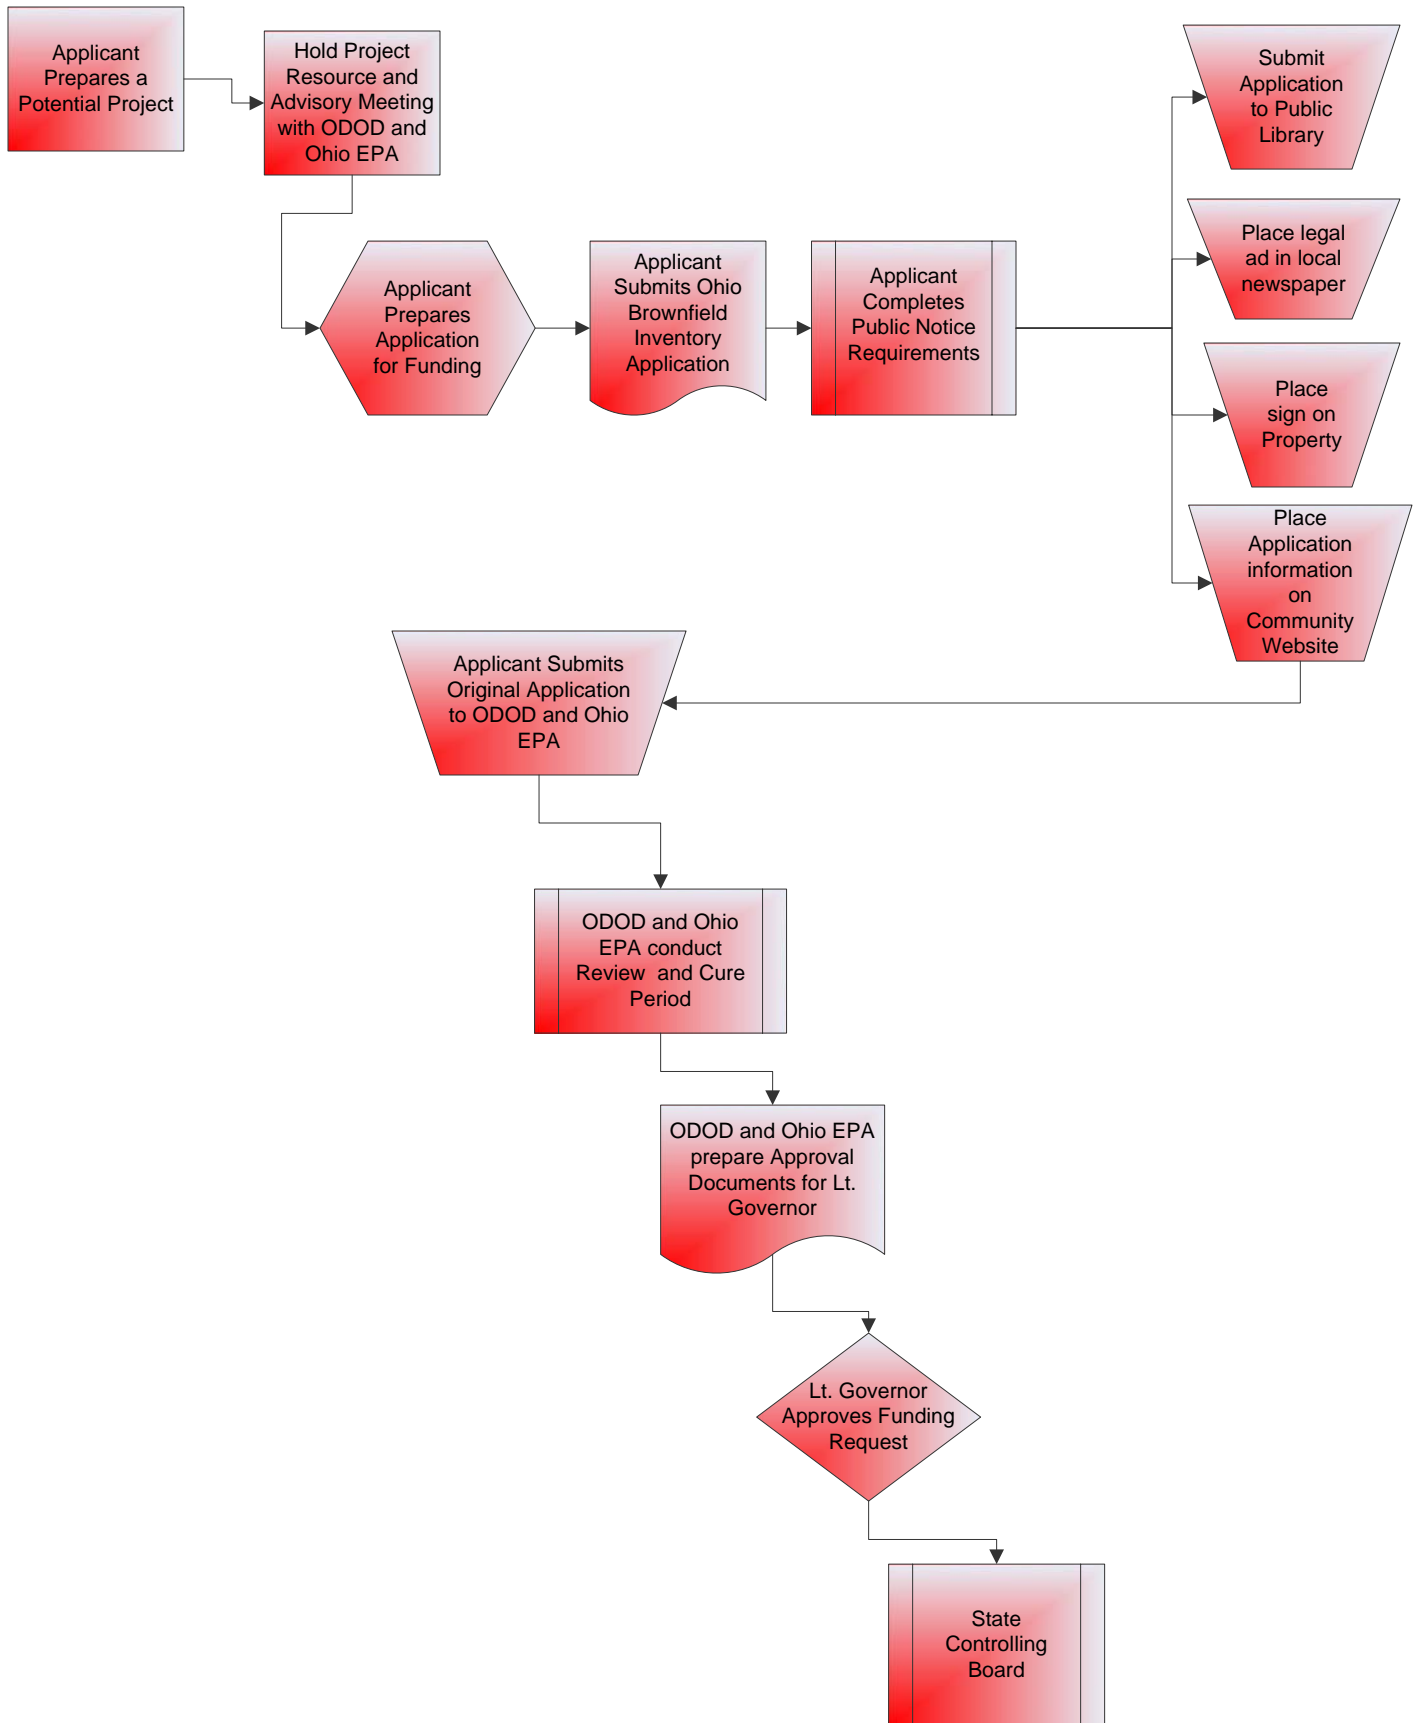 Applicant
Prepares a
Potential Project
Hold Project
Resource and
Advisory Meeting
with ODOD and
Ohio EPA
Applicant
Prepares
Application
for Funding
Applicant
Submits Ohio
Brownfield
Inventory
Application
Applicant
Completes
Public Notice
Requirements
Submit
Application
to Public
Library
Place legal
ad in local
newspaper
Place
sign on
Property
Place
Application
information
on
Community
Website
Applicant Submits
Original Application
to ODOD and Ohio
EPA
ODOD and Ohio
EPA conduct
Review  and Cure
Period
ODOD and Ohio EPA
prepare Approval
Documents for Lt.
Governor
Lt. Governor
Approves Funding
Request
State
Controlling
Board